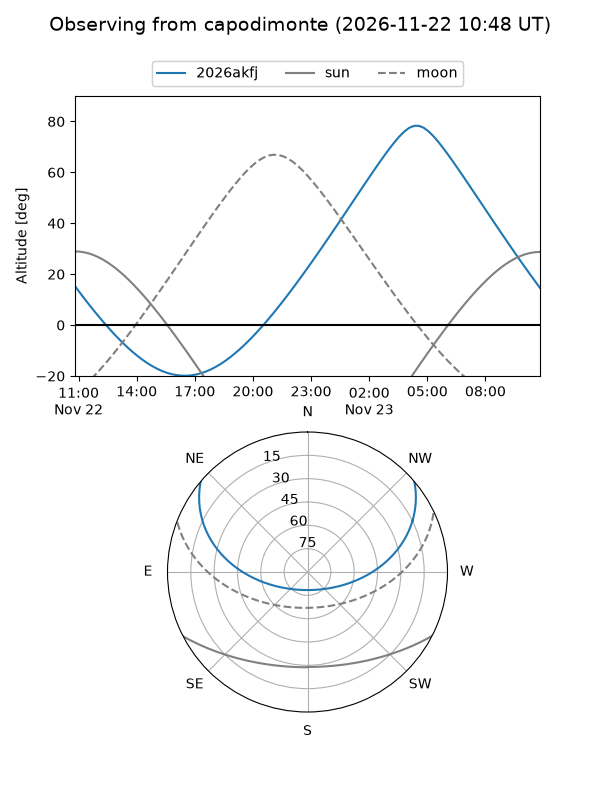 Observing from capodimonte (2026-11-22 10:48 UT)
2026akfj sun moon
Altitude [deg]
80
60
40
20
0
−20
11:00 14:00 17:00 20:00 23:00 02:00 05:00 08:00
Nov 22 Nov 23
N
NE NW
15
30
45
60
75
E W
SE SW
S